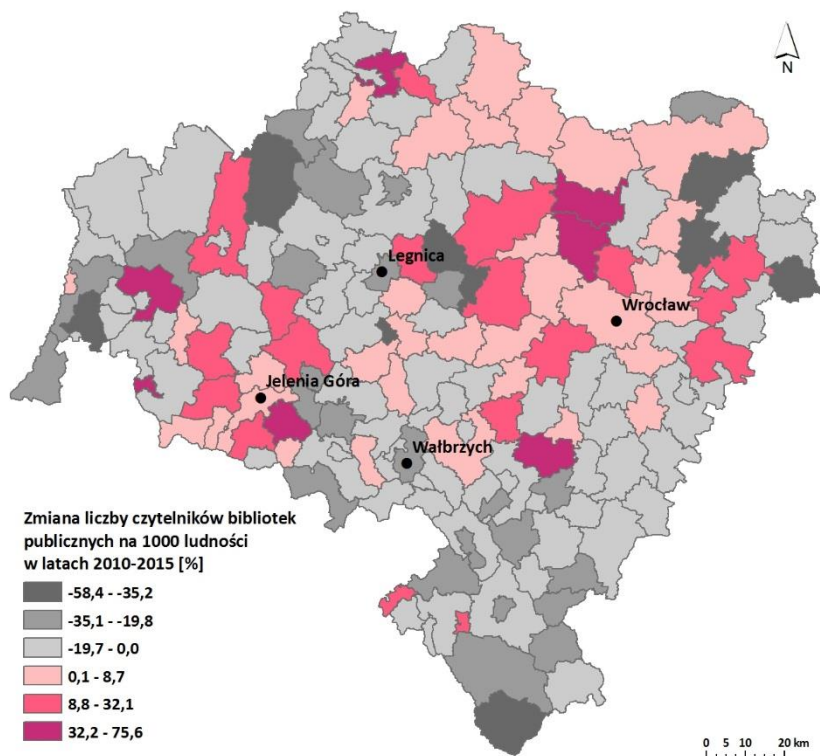 N
Legnica
Wrocław
Jelenia Góra
Wałbrzych
Zmiana liczby czytelników bibliotek
publicznych na 1000 ludności
w latach 2010-2015 [%]
-58,4 - -35,2
-35,1 - -19,8
-19,7 - 0,0
0,1 - 8,7
8,8 - 32,1
32,2 - 75,6
0 5 10 20 km